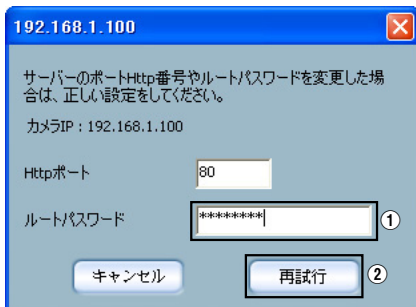 192.168.1.100
サーバーのポートHttp番号やルートパスワードを変更した場
合は、正しい設定をしてください。
カメラIP : 192.168.1.100
Httpポート 80
ルートパスワード ******** ①
キャンセル 再試行 ②